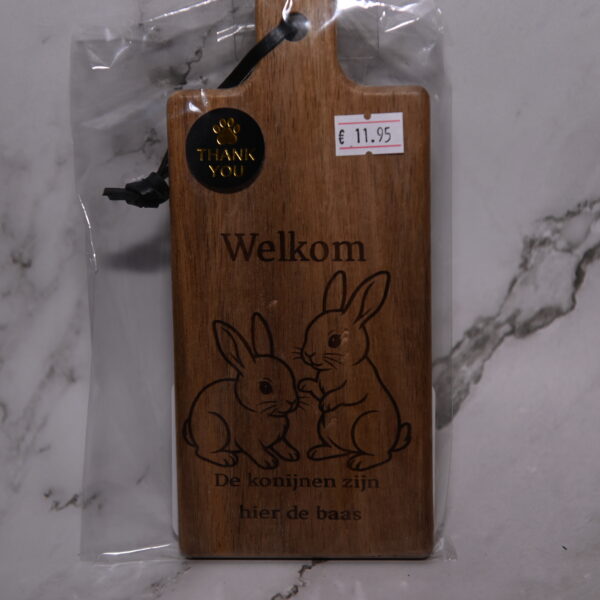 THANK
YOU
€ 11.95
Welkom
De konijnen zijn
hier de baas